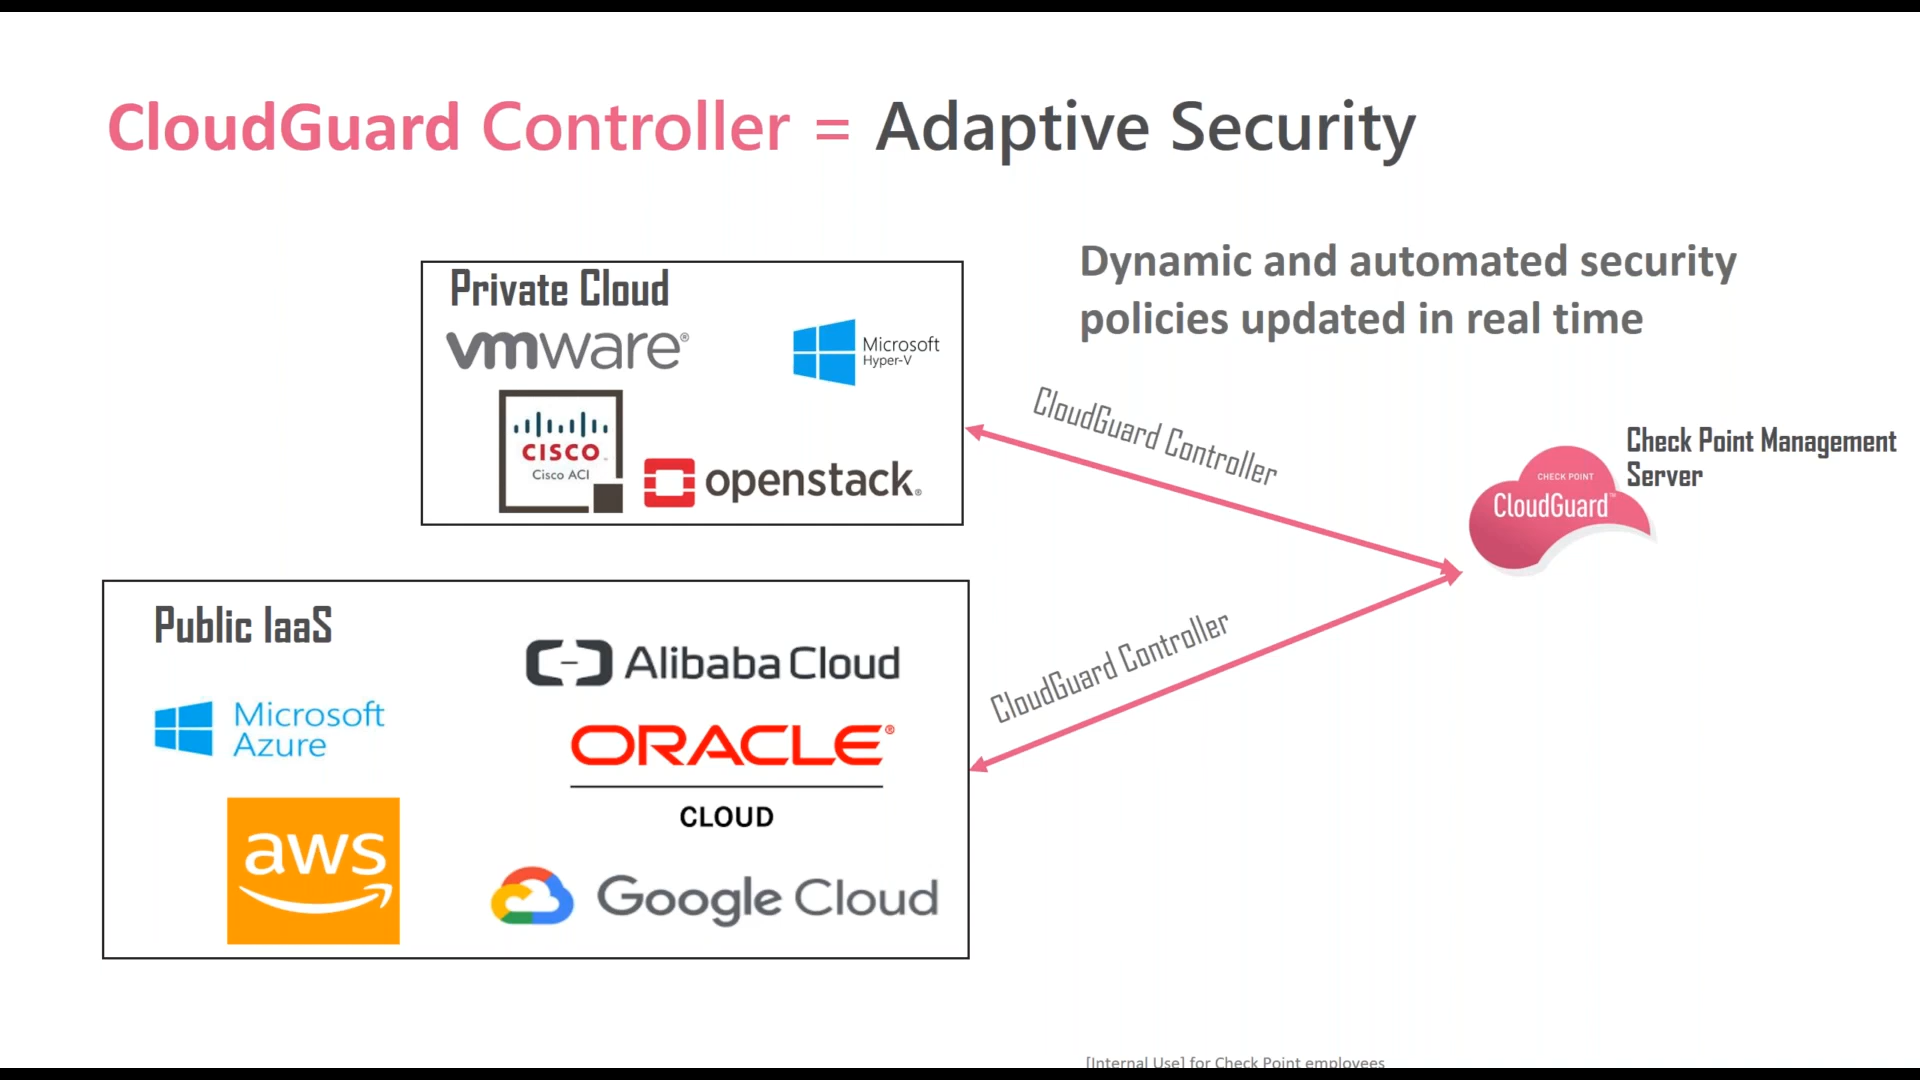 CloudGuard Controller = Adaptive Security
Dynamic and automated security
policies updated in real time
Private Cloud
vmware®
Microsoft
Hyper-V
CISCO
Cisco ACI
openstack.
CloudGuard Controller
Check Point Management
Server
CHECK POINT
CloudGuard™
Public IaaS
Alibaba Cloud
Microsoft
Azure
ORACLE®
CLOUD
aws
Google Cloud
CloudGuard Controller
[Internal Use] for Check Point employees